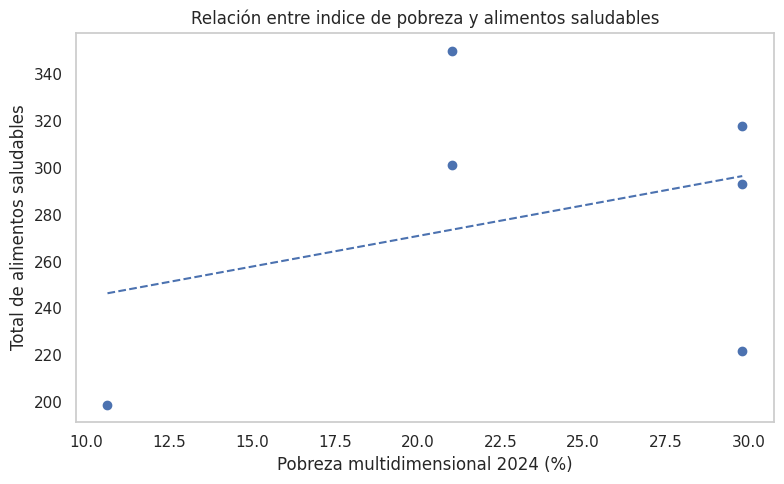 Relación entre indice de pobreza y alimentos saludables
Total de alimentos saludables
340
320
300
280
260
240
220
200
10.0 12.5 15.0 17.5 20.0 22.5 25.0 27.5 30.0
Pobreza multidimensional 2024 (%)